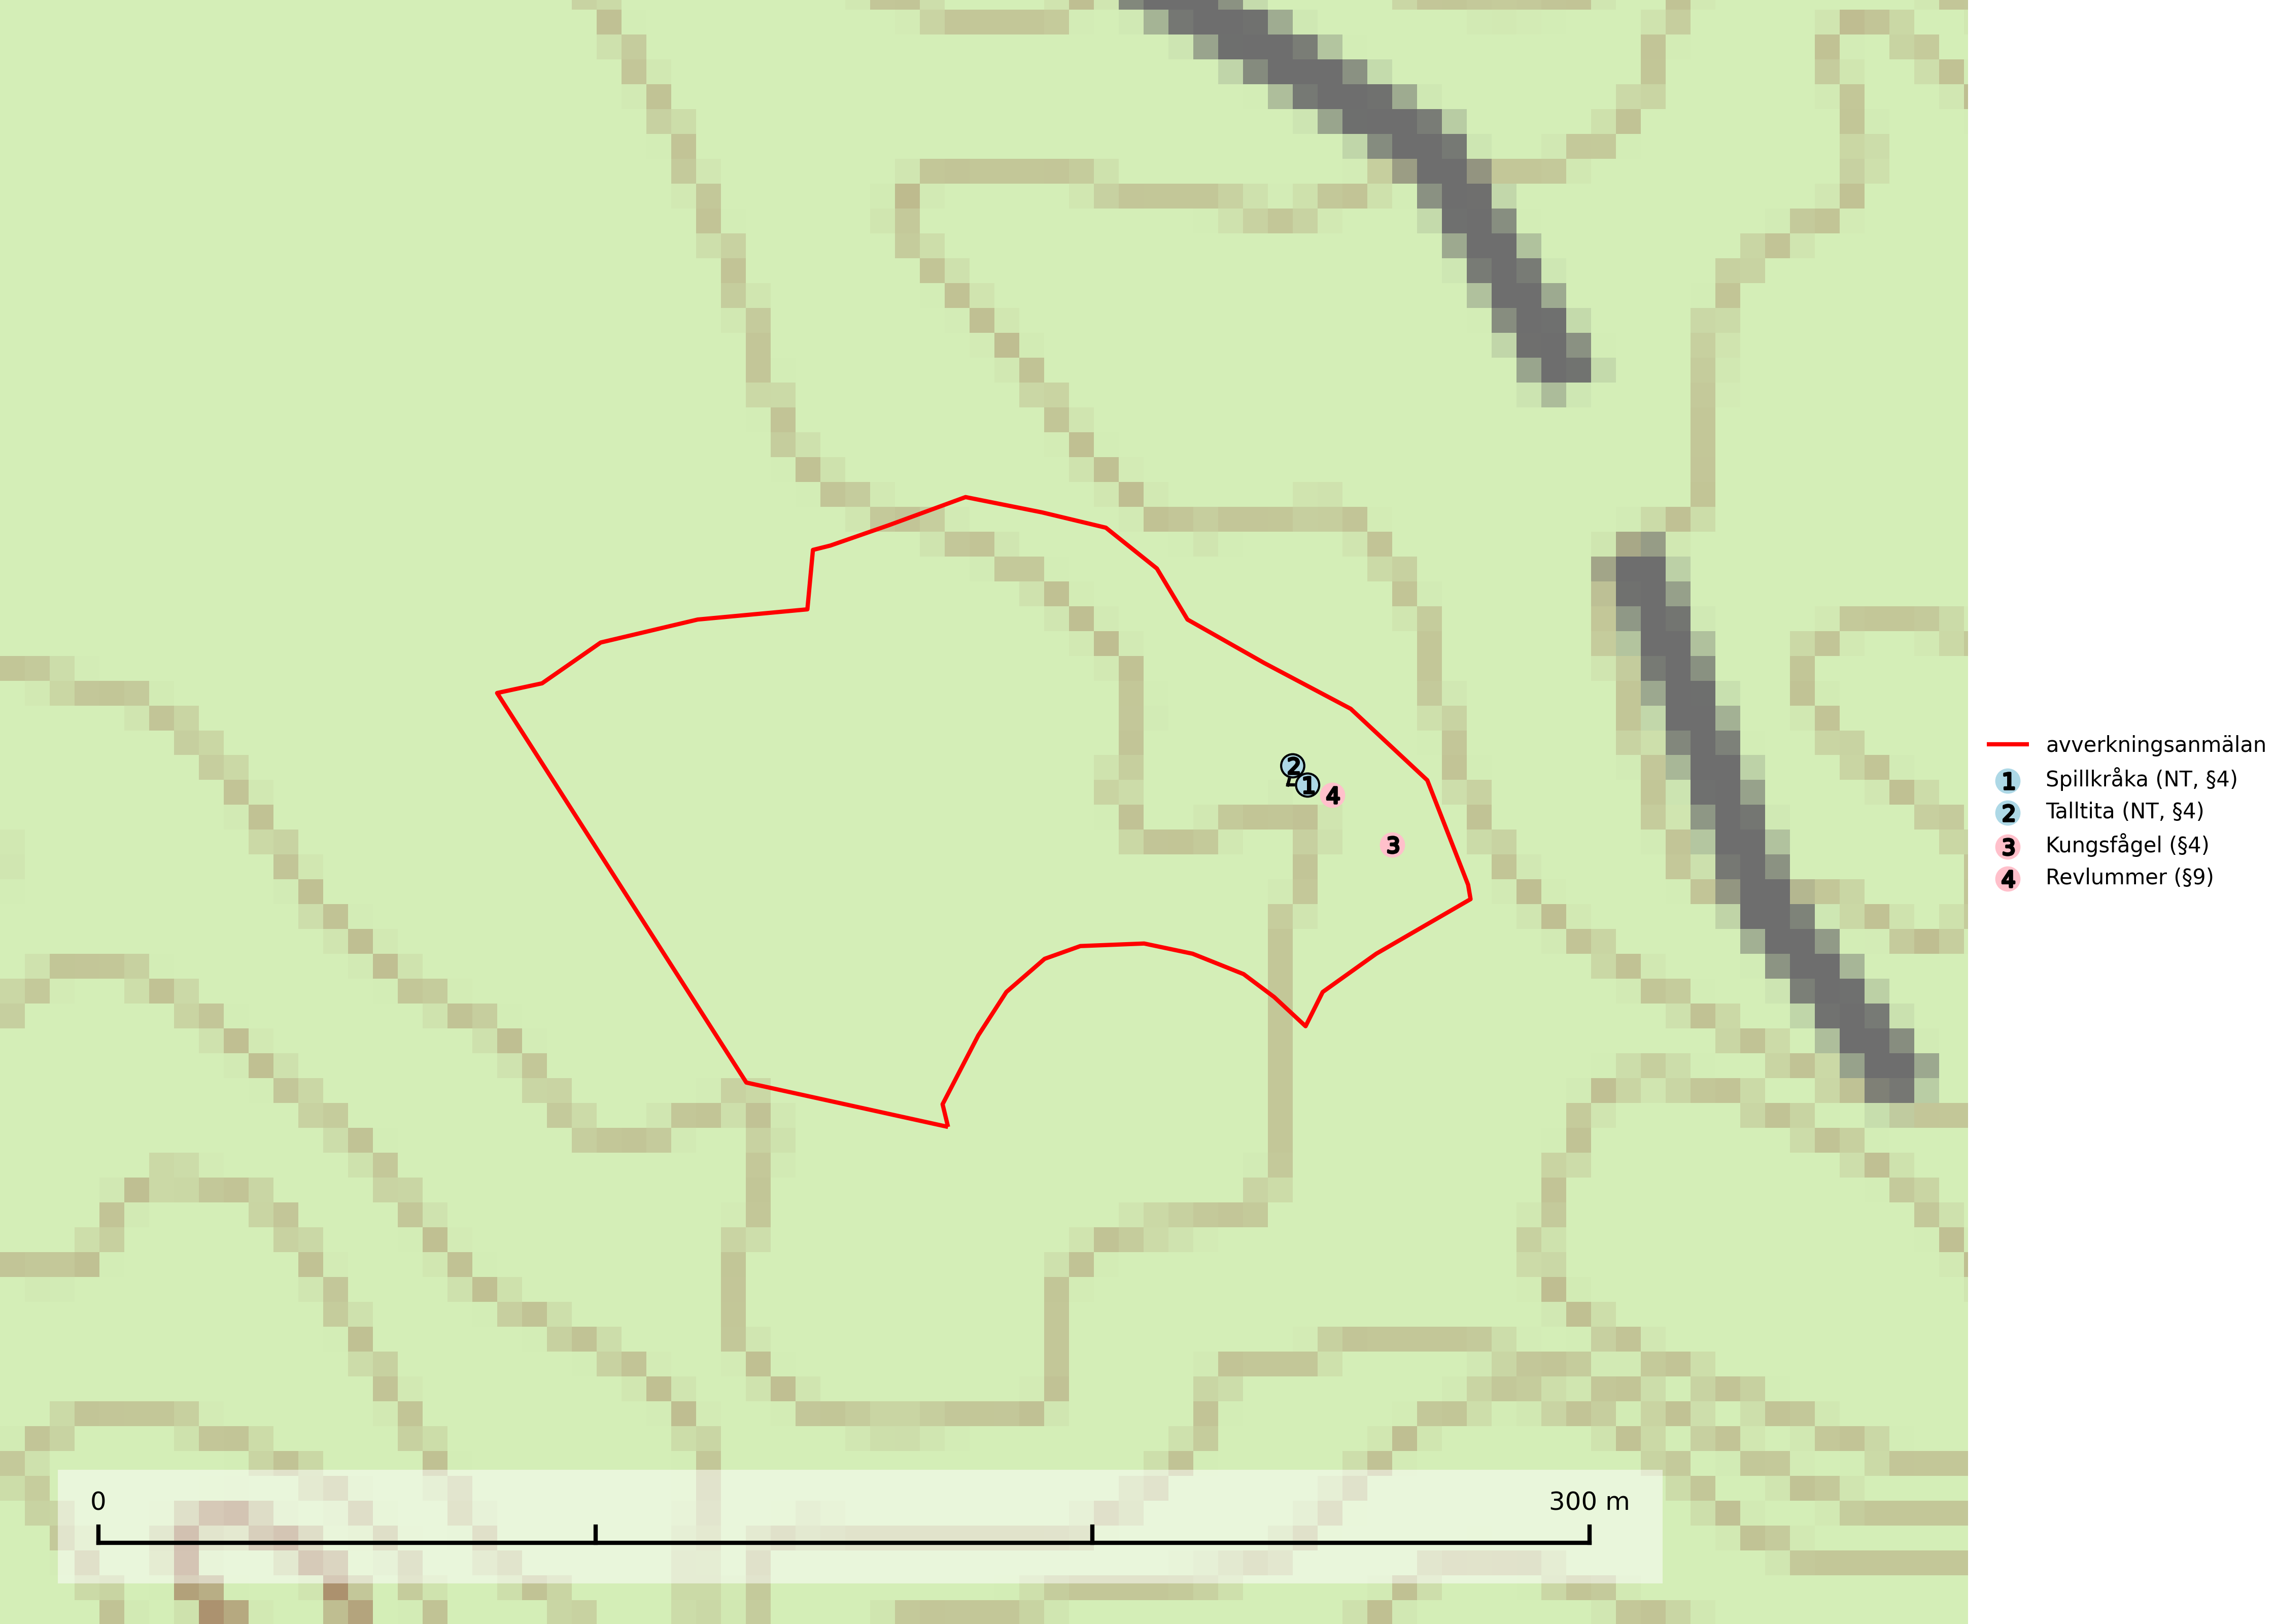 2
1
4
3
avverkningsanmälan
1 Spillkråka (NT, §4)
2 Talltita (NT, §4)
3 Kungsfågel (§4)
4 Revlummer (§9)
0 300 m